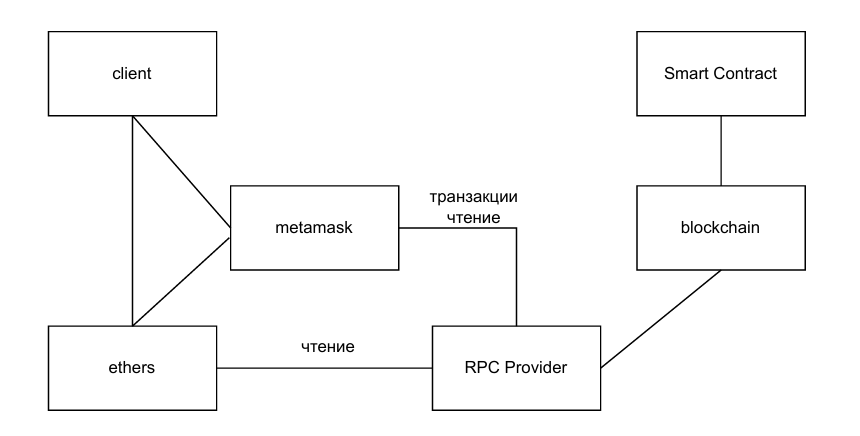 client
Smart Contract
metamask
транзакции
чтение
blockchain
ethers
чтение
RPC Provider